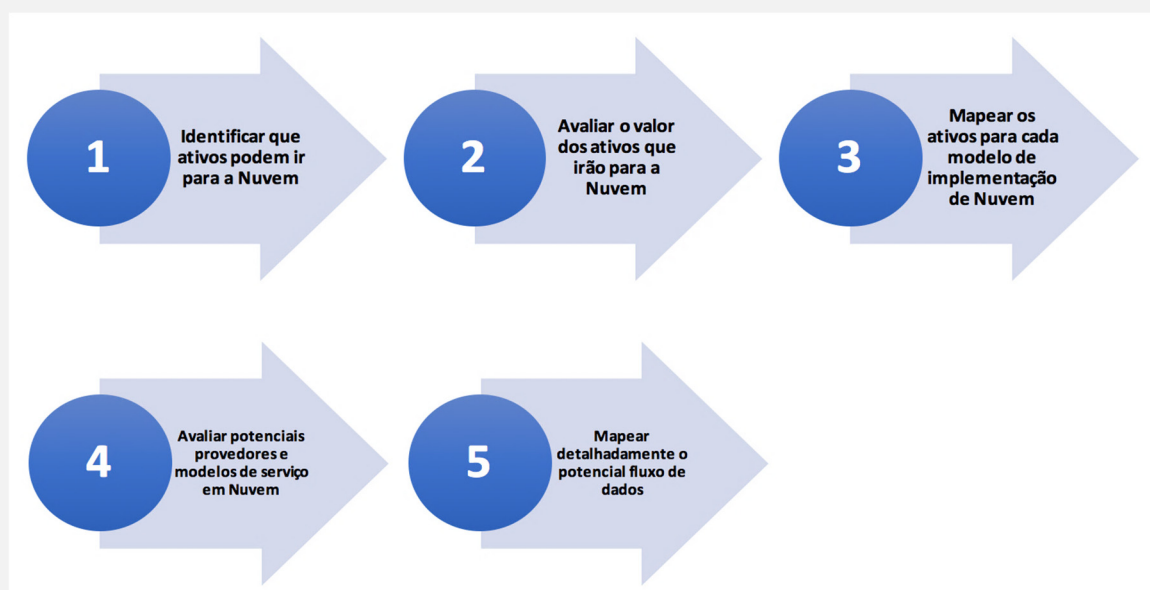 1
Identificar que
ativos podem ir
para a Nuvem
2
Avaliar o valor
dos ativos que
irão para a
Nuvem
3
Mapear os
ativos para cada
modelo de
implementação
de Nuvem
4
Avaliar potenciais
provedores e
modelos de serviço
em Nuvem
5
Mapear
detalhadamente o
potencial fluxo de
dados